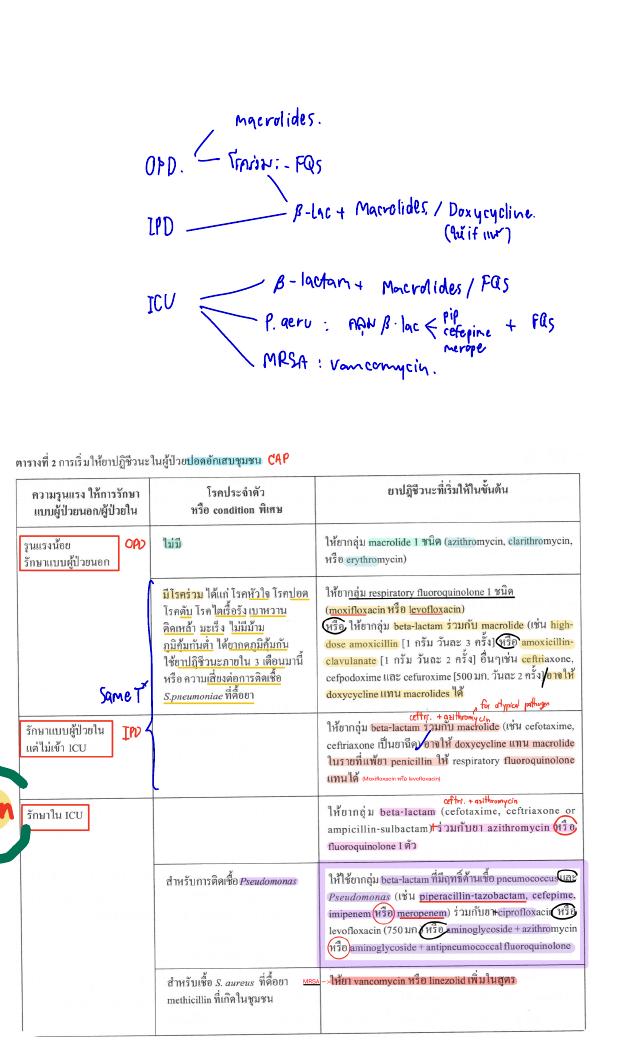 macrolides.
OPD.
โรคร่วม :- FQs
β-lac + Macrolides / Doxycycline.
IPD
β-lactam + Macrolides / FQs
ICU
P. aeru : คลุม β-lac < pip cefepime merope + FQs
MRSA : Vancomycin.
ตารางที่ 2 การเริ่มให้ยาปฏิชีวนะในผู้ป่วยปอดอักเสบชุมชน CAP
ความรุนแรง ให้การรักษา
แบบผู้ป่วยนอก/ผู้ป่วยใน
โรคประจำตัว
หรือ condition พิเศษ
ยาปฏิชีวนะที่เริ่มให้ในขั้นต้น
รุนแรงน้อย OPD
รักษาแบบผู้ป่วยนอก
ไม่มี
ให้ยากลุ่ม macrolide 1 ชนิด (azithromycin, clarithromycin,
หรือ erythromycin)
มีโรคร่วม ได้แก่ โรคหัวใจ โรคปอด
โรคตับ โรคไตเรื้อรัง เบาหวาน
ติดเหล้า มะเร็ง ไม่มีม้าม
ภูมิคุ้มกันต่ำ ได้ยากดภูมิคุ้มกัน
ใช้ยาปฏิชีวนะภายใน 3 เดือนมานี้
หรือ ความเสี่ยงต่อการติดเชื้อ
S.pneumoniae ที่ดื้อยา
Same Tx
ให้ยากลุ่ม respiratory fluoroquinolone 1 ชนิด
(moxifloxacin หรือ levofloxacin)
หรือ ให้ยากลุ่ม beta-lactam ร่วมกับ macrolide (เช่น high-
dose amoxicillin [1 กรัม วันละ 3 ครั้ง] หรือ amoxicillin-
clavulanate [1 กรัม วันละ 2 ครั้ง] อื่นๆเช่น ceftriaxone,
cefpodoxime และ cefuroxime [500 มก. วันละ 2 ครั้ง] อาจให้
doxycycline แทน macrolides ได้
for atypical pathogen
รักษาแบบผู้ป่วยใน IPD
แต่ไม่เข้า ICU
ceftri. + azithromycin
ให้ยากลุ่ม beta-lactam ร่วมกับ macrolide (เช่น cefotaxime,
ceftriaxone เป็นยาฉีด) อาจให้ doxycycline แทน macrolide
ในรายที่แพ้ยา penicillin ให้ respiratory fluoroquinolone
แทนได้ (Moxifloxacin หรือ levofloxacin)
รักษาใน ICU
ceftri. + azithromycin
ให้ยากลุ่ม beta-lactam (cefotaxime, ceftriaxone or
ampicillin-sulbactam) ร่วมกับยา azithromycin หรือ
fluoroquinolone 1 ตัว
สำหรับการติดเชื้อ Pseudomonas
ให้ใช้ยากลุ่ม beta-lactam ที่มีฤทธิ์ต้านเชื้อ pneumococcus และ
Pseudomonas (เช่น piperacillin-tazobactam, cefepime,
imipenem หรือ meropenem) ร่วมกับยา ciprofloxacin หรือ
levofloxacin (750 มก.) หรือ aminoglycoside + azithromycin
หรือ aminoglycoside + antipneumococcal fluoroquinolone
สำหรับเชื้อ S. aureus ที่ดื้อยา
methicillin ที่เกิดในชุมชน
MRSA -> ให้ยา vancomycin หรือ linezolid เพิ่มในสูตร